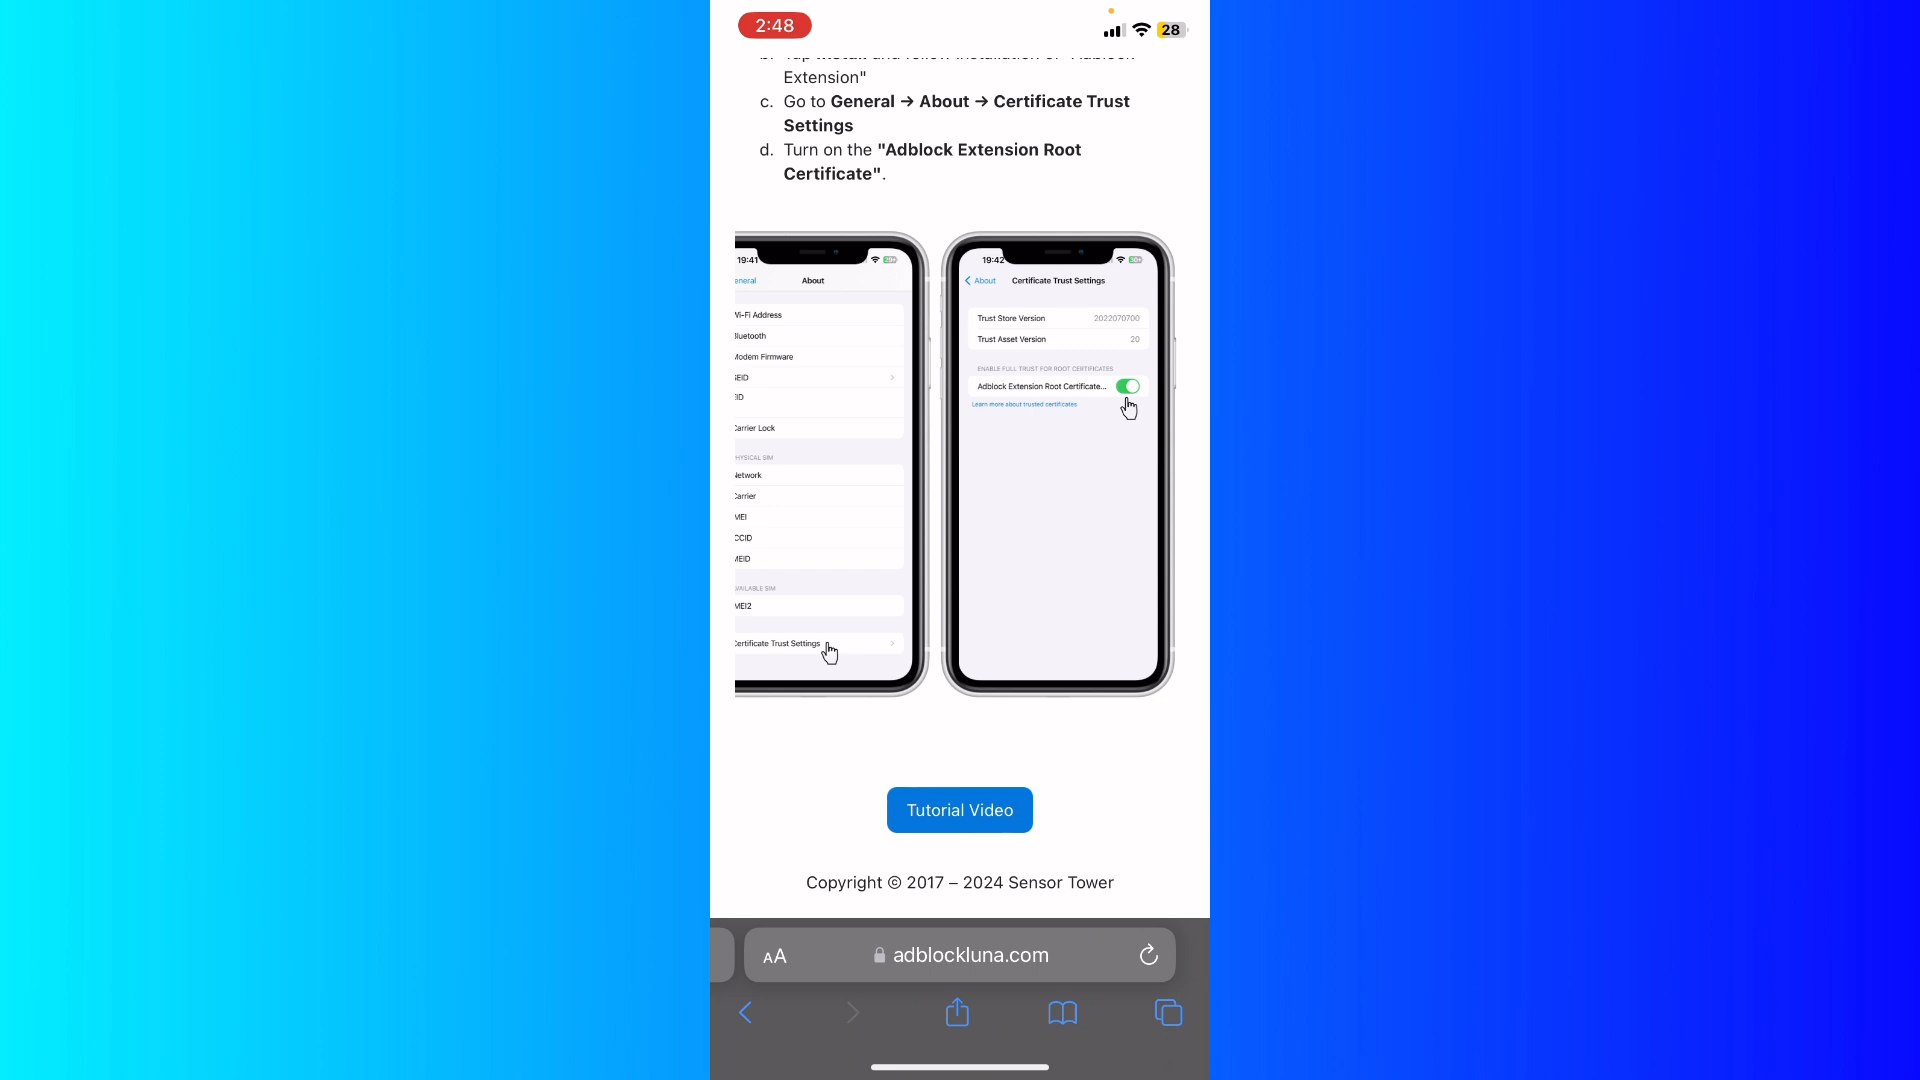 2:48
28
Extension"
c. Go to General → About → Certificate Trust
Settings
d. Turn on the "Adblock Extension Root
Certificate".
19:41
About
Wi-Fi Address
Bluetooth
Modem Firmware
SEID
EID
Carrier Lock
PHYSICAL SIM
Network
Carrier
IMEI
ICCID
MEID
AVAILABLE SIM
IMEI2
Certificate Trust Settings
19:42
About Certificate Trust Settings
Trust Store Version 2022070700
Trust Asset Version 20
ENABLE FULL TRUST FOR ROOT CERTIFICATES
Adblock Extension Root Certificate...
Learn more about trusted certificates
Tutorial Video
Copyright © 2017 – 2024 Sensor Tower
AA adblockluna.com